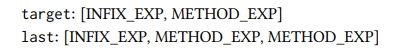 target: [INFIX_EXP, METHOD_EXP]
last: [INFIX_EXP, METHOD_EXP, METHOD_EXP]